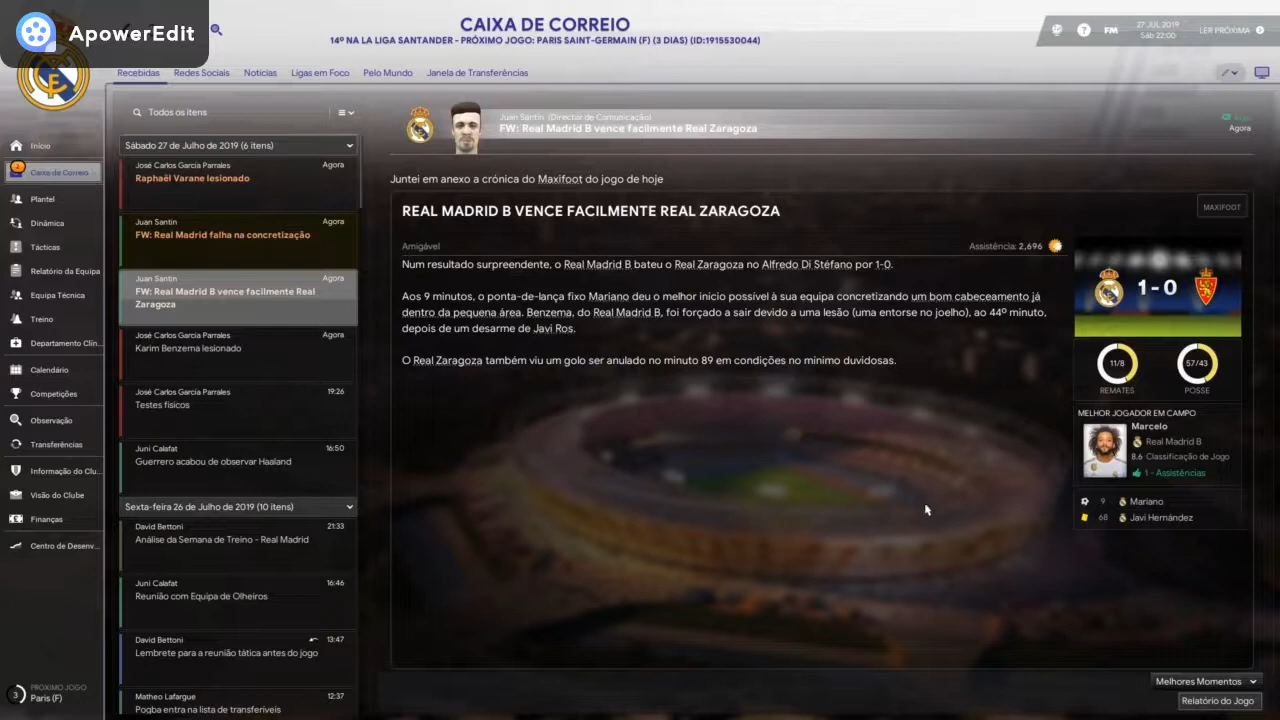 ApowerEdit
CAIXA DE CORREIO
14º NA LA LIGA SANTANDER - PRÓXIMO JOGO: PARIS SAINT-GERMAIN (F) (3 DIAS) (ID:1915530044)
27 JUL 2019
Sáb 22:00
FM
LER PRÓXIMA
Recebidas
Redes Sociais
Notícias
Ligas em Foco
Pelo Mundo
Janela de Transferências
Início
Caixa de Correio
Plantel
Dinâmica
Tácticas
Relatório da Equipa
Equipa Técnica
Treino
Departamento Clín...
Calendário
Competições
Observação
Transferências
Informação do Clu...
Visão do Clube
Finanças
Centro de Desenv...
3
PRÓXIMO JOGO
Paris (F)
Todos os itens
Sábado 27 de Julho de 2019 (6 itens)
José Carlos García Parrales Agora
Raphaël Varane lesionado
Juan Santin Agora
FW: Real Madrid falha na concretização
Juan Santin Agora
FW: Real Madrid B vence facilmente Real
Zaragoza
José Carlos García Parrales Agora
Karim Benzema lesionado
José Carlos García Parrales 19:26
Testes físicos
Juni Calafat 16:50
Guerrero acabou de observar Haaland
Sexta-feira 26 de Julho de 2019 (10 itens)
David Bettoni 21:33
Análise da Semana de Treino - Real Madrid
Juni Calafat 16:46
Reunião com Equipa de Olheiros
David Bettoni 13:47
Lembrete para a reunião tática antes do jogo
Matheo Lafargue 12:37
Pogba entra na lista de transferíveis
Juan Santin (Director de Comunicação)
FW: Real Madrid B vence facilmente Real Zaragoza
Agora
Juntei em anexo a crónica do Maxifoot do jogo de hoje
REAL MADRID B VENCE FACILMENTE REAL ZARAGOZA
MAXIFOOT
Amigável
Assistência: 2,696
Num resultado surpreendente, o Real Madrid B bateu o Real Zaragoza no Alfredo Di Stéfano por 1-0.
Aos 9 minutos, o ponta-de-lança fixo Mariano deu o melhor início possível à sua equipa concretizando um bom cabeceamento já
dentro da pequena área. Benzema, do Real Madrid B, foi forçado a sair devido a uma lesão (uma entorse no joelho), ao 44º minuto,
depois de um desarme de Javi Ros.
O Real Zaragoza também viu um golo ser anulado no minuto 89 em condições no mínimo duvidosas.
1 - 0
11/8
57/43
REMATES
POSSE
MELHOR JOGADOR EM CAMPO
Marcelo
Real Madrid B
8.6 Classificação de Jogo
1 - Assistências
9 Mariano
68 Javi Hernández
Melhores Momentos
Relatório do Jogo